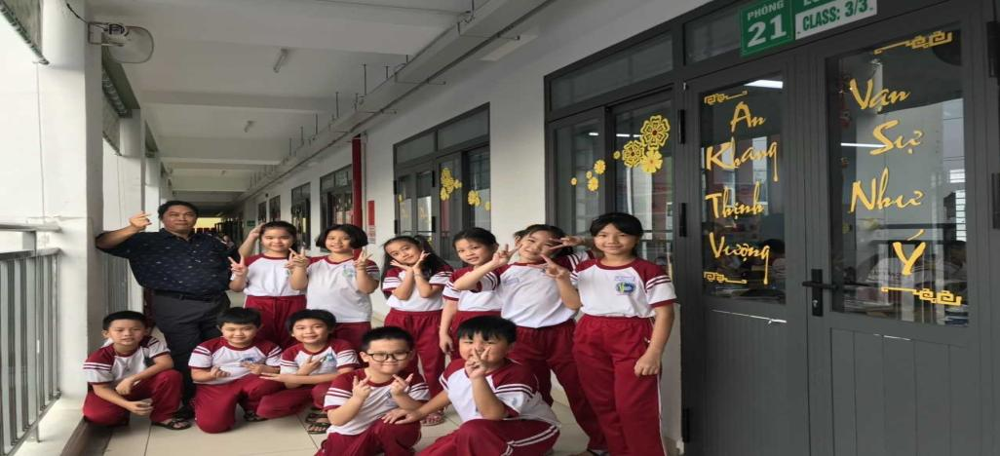 PHÒNG
21
CLASS: 3/3
An
Khang
Thịnh
Vượng
Vạn
Sự
Như
Ý